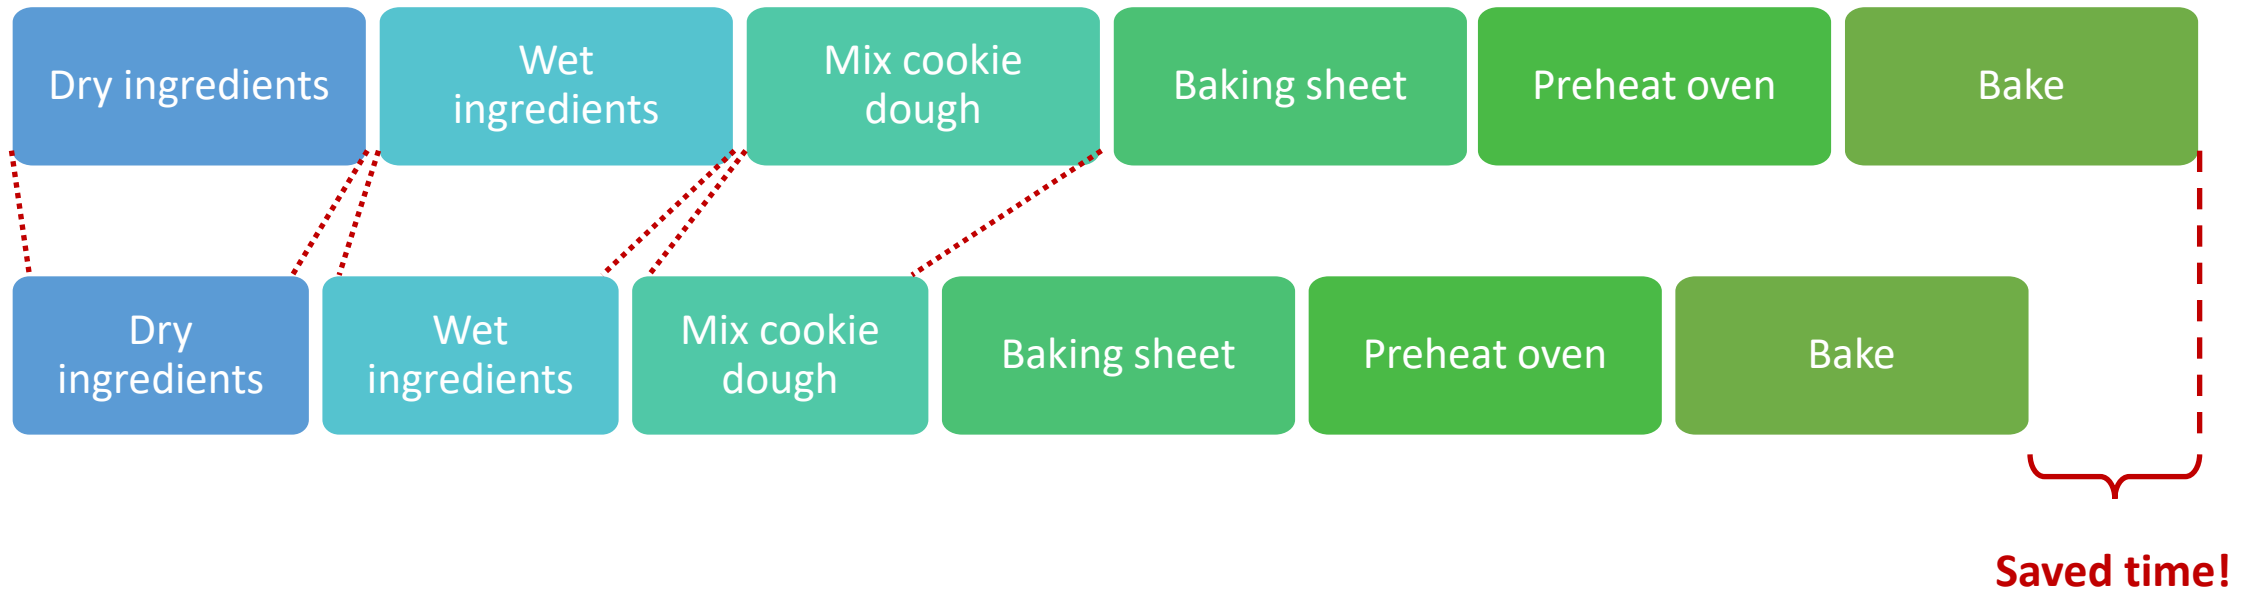 Dry ingredients
Wet
ingredients
Mix cookie
dough
Baking sheet
Preheat oven
Bake
Dry
ingredients
Wet
ingredients
Mix cookie
dough
Baking sheet
Preheat oven
Bake
Saved time!